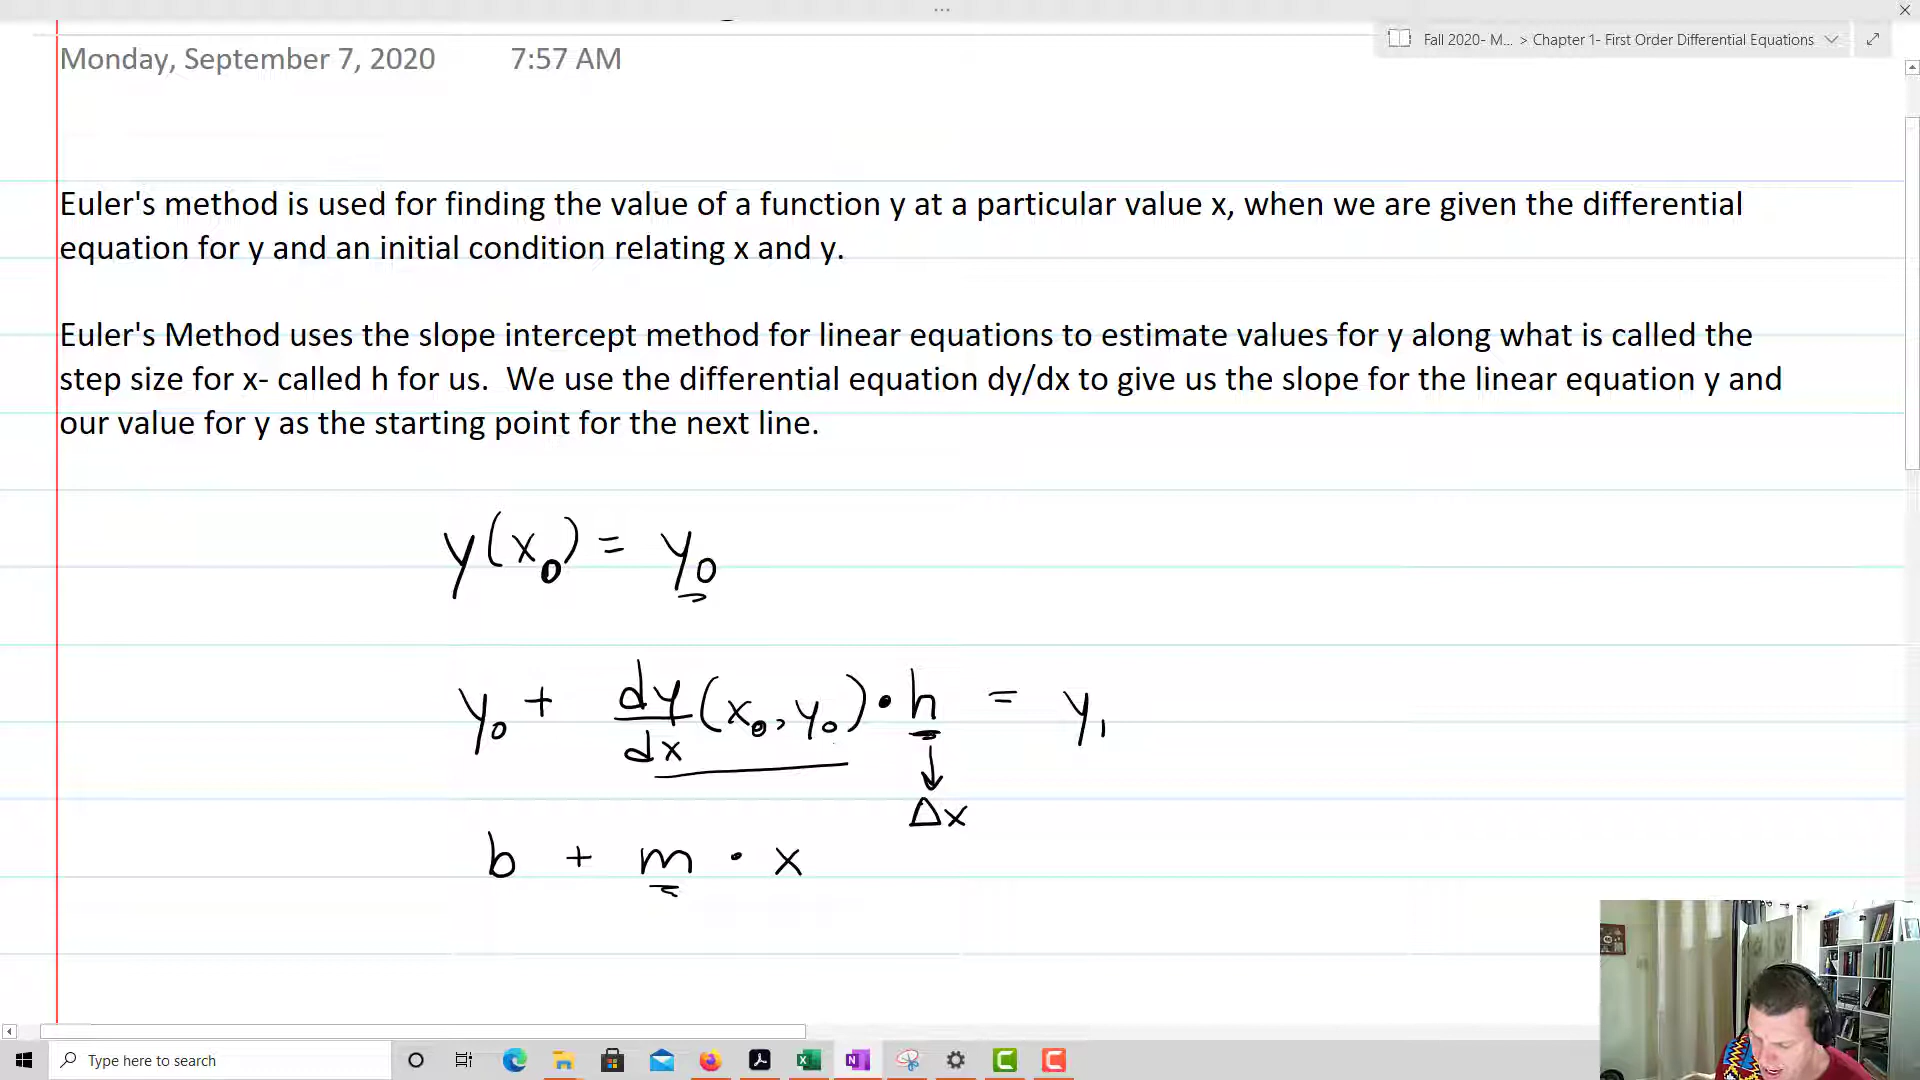 Fall 2020- M... > Chapter 1- First Order Differential Equations
Monday, September 7, 2020 7:57 AM
Euler's method is used for finding the value of a function y at a particular value x, when we are given the differential
equation for y and an initial condition relating x and y.
Euler's Method uses the slope intercept method for linear equations to estimate values for y along what is called the
step size for x- called h for us. We use the differential equation dy/dx to give us the slope for the linear equation y and
our value for y as the starting point for the next line.
y(x₀) = y₀
y₀ + dy/dx (x₀, y₀) • h = y₁
Δx
b + m • x
Type here to search